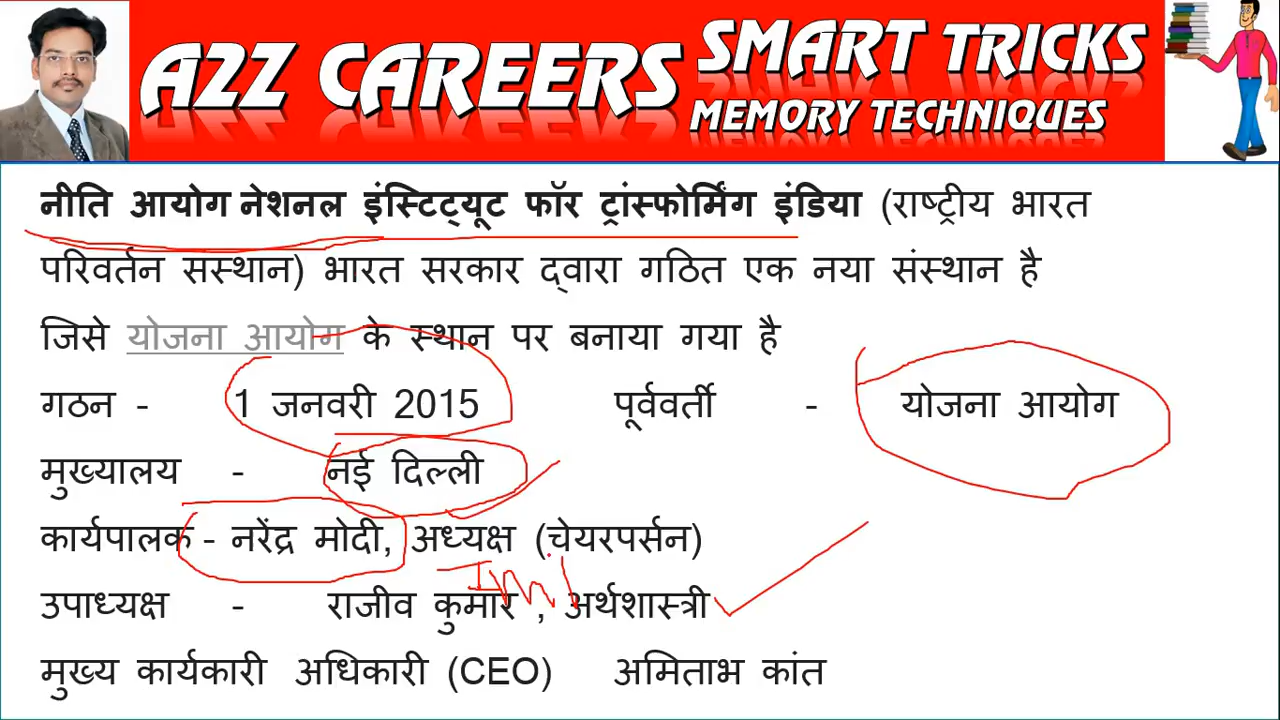 A2Z CAREERS
SMART TRICKS
MEMORY TECHNIQUES
नीति आयोग नेशनल इंस्टिट्यूट फॉर ट्रांस्फोर्मिंग इंडिया (राष्ट्रीय भारत
परिवर्तन सस्थान) भारत सरकार द्वारा गठित एक नया संस्थान है
जिसे योजना आयोग के स्थान पर बनाया गया है
गठन - 1 जनवरी 2015 पूर्ववर्ती - योजना आयोग
मुख्यालय - नई दिल्ली
कार्यपालक - नरेंद्र मोदी, अध्यक्ष (चेयरपर्सन)
उपाध्यक्ष - राजीव कुमार , अर्थशास्त्री
मुख्य कार्यकारी अधिकारी (CEO) अमिताभ कांत